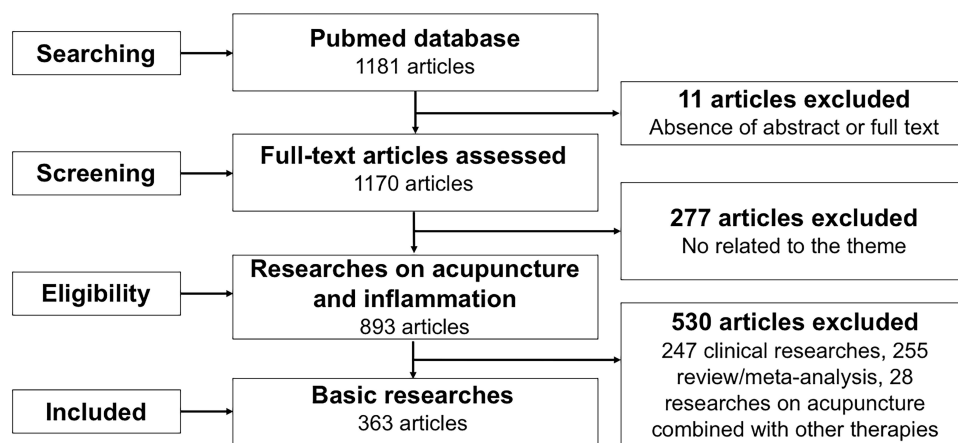 Searching
Pubmed database
1181 articles
11 articles excluded
Absence of abstract or full text
Screening
Full-text articles assessed
1170 articles
277 articles excluded
No related to the theme
Eligibility
Researches on acupuncture
and inflammation
893 articles
530 articles excluded
247 clinical researches, 255
review/meta-analysis, 28
researches on acupuncture
combined with other therapies
Included
Basic researches
363 articles